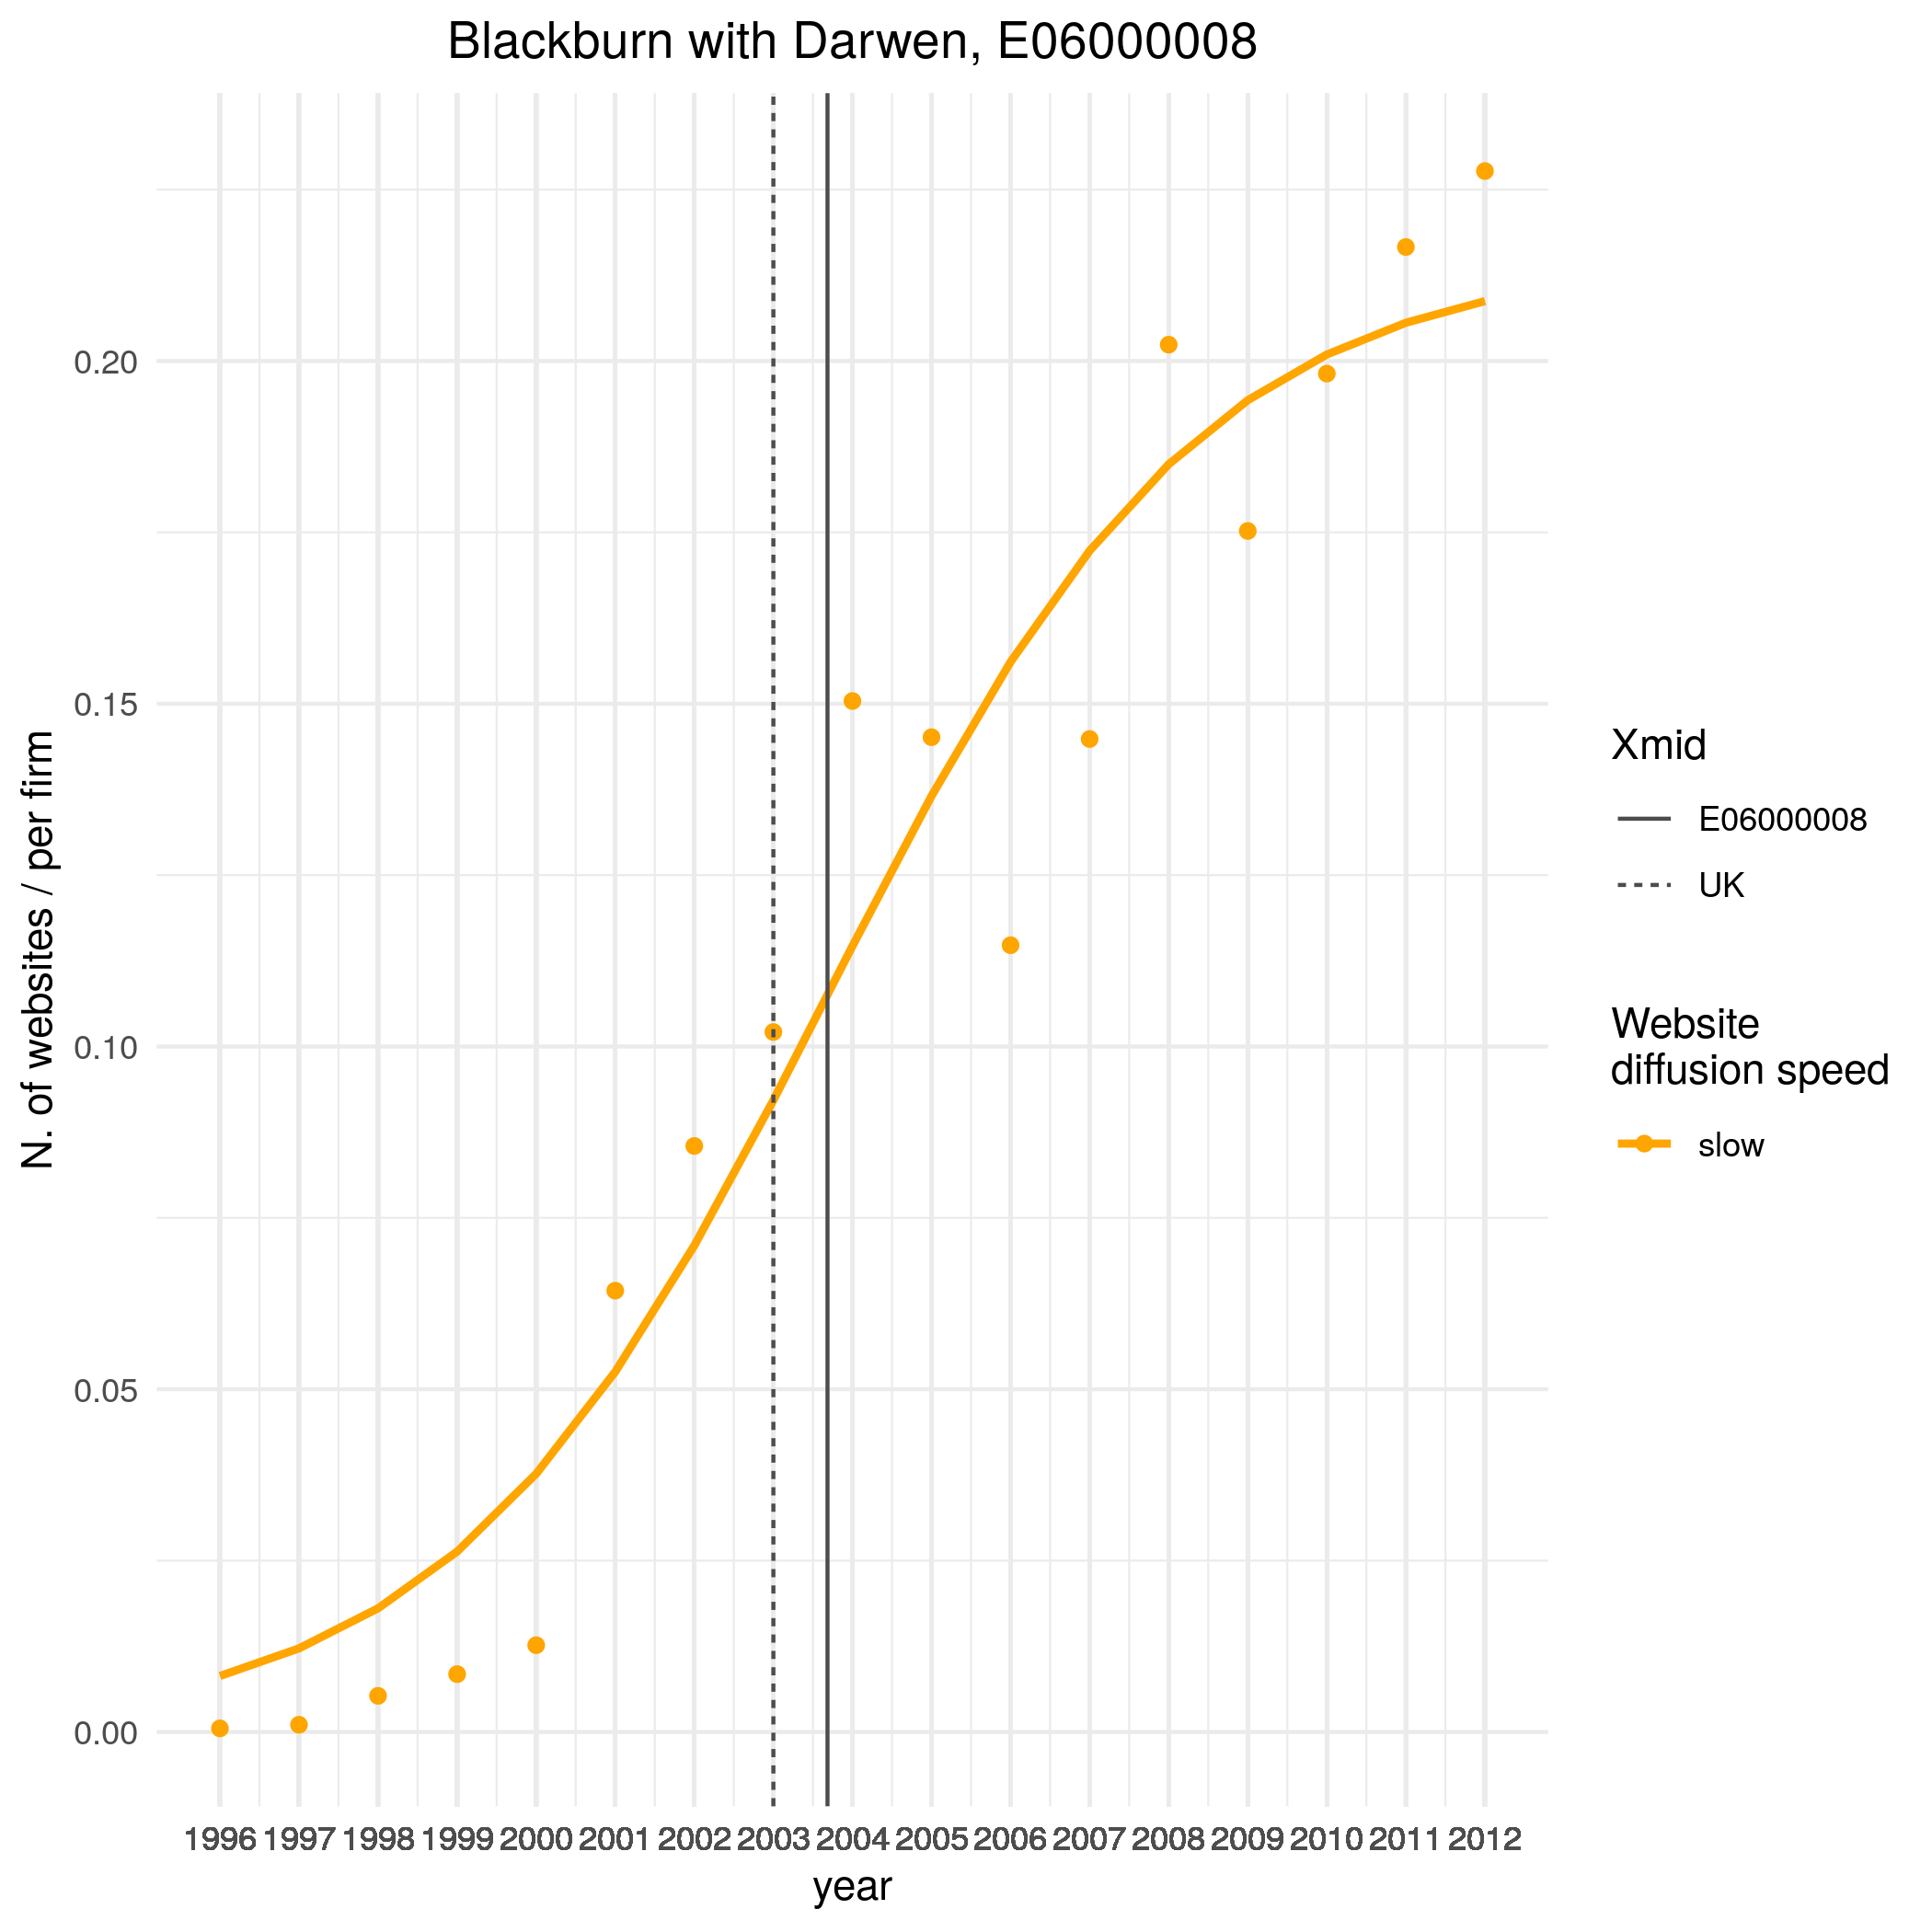 Blackburn with Darwen, E06000008
N. of websites / per firm
0.20
0.15
0.10
0.05
0.00
1996 1997 1998 1999 2000 2001 2002 2003 2004 2005 2006 2007 2008 2009 2010 2011 2012
year
Xmid
E06000008
UK
Website
diffusion speed
slow